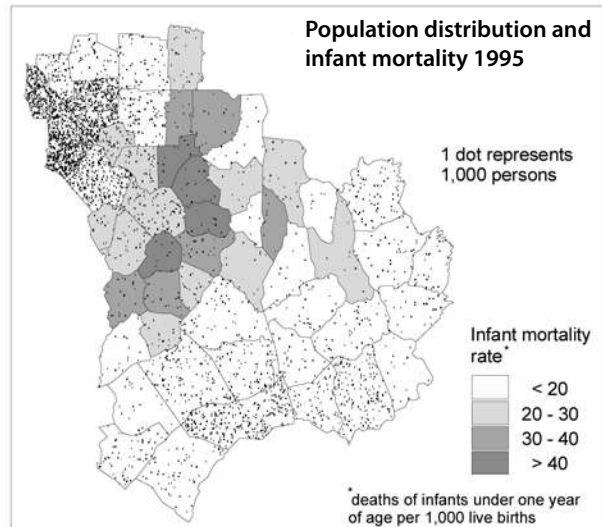 Population distribution and
infant mortality 1995
1 dot represents
1,000 persons
Infant mortality
rate*
< 20
20 - 30
30 - 40
> 40
*deaths of infants under one year
of age per 1,000 live births